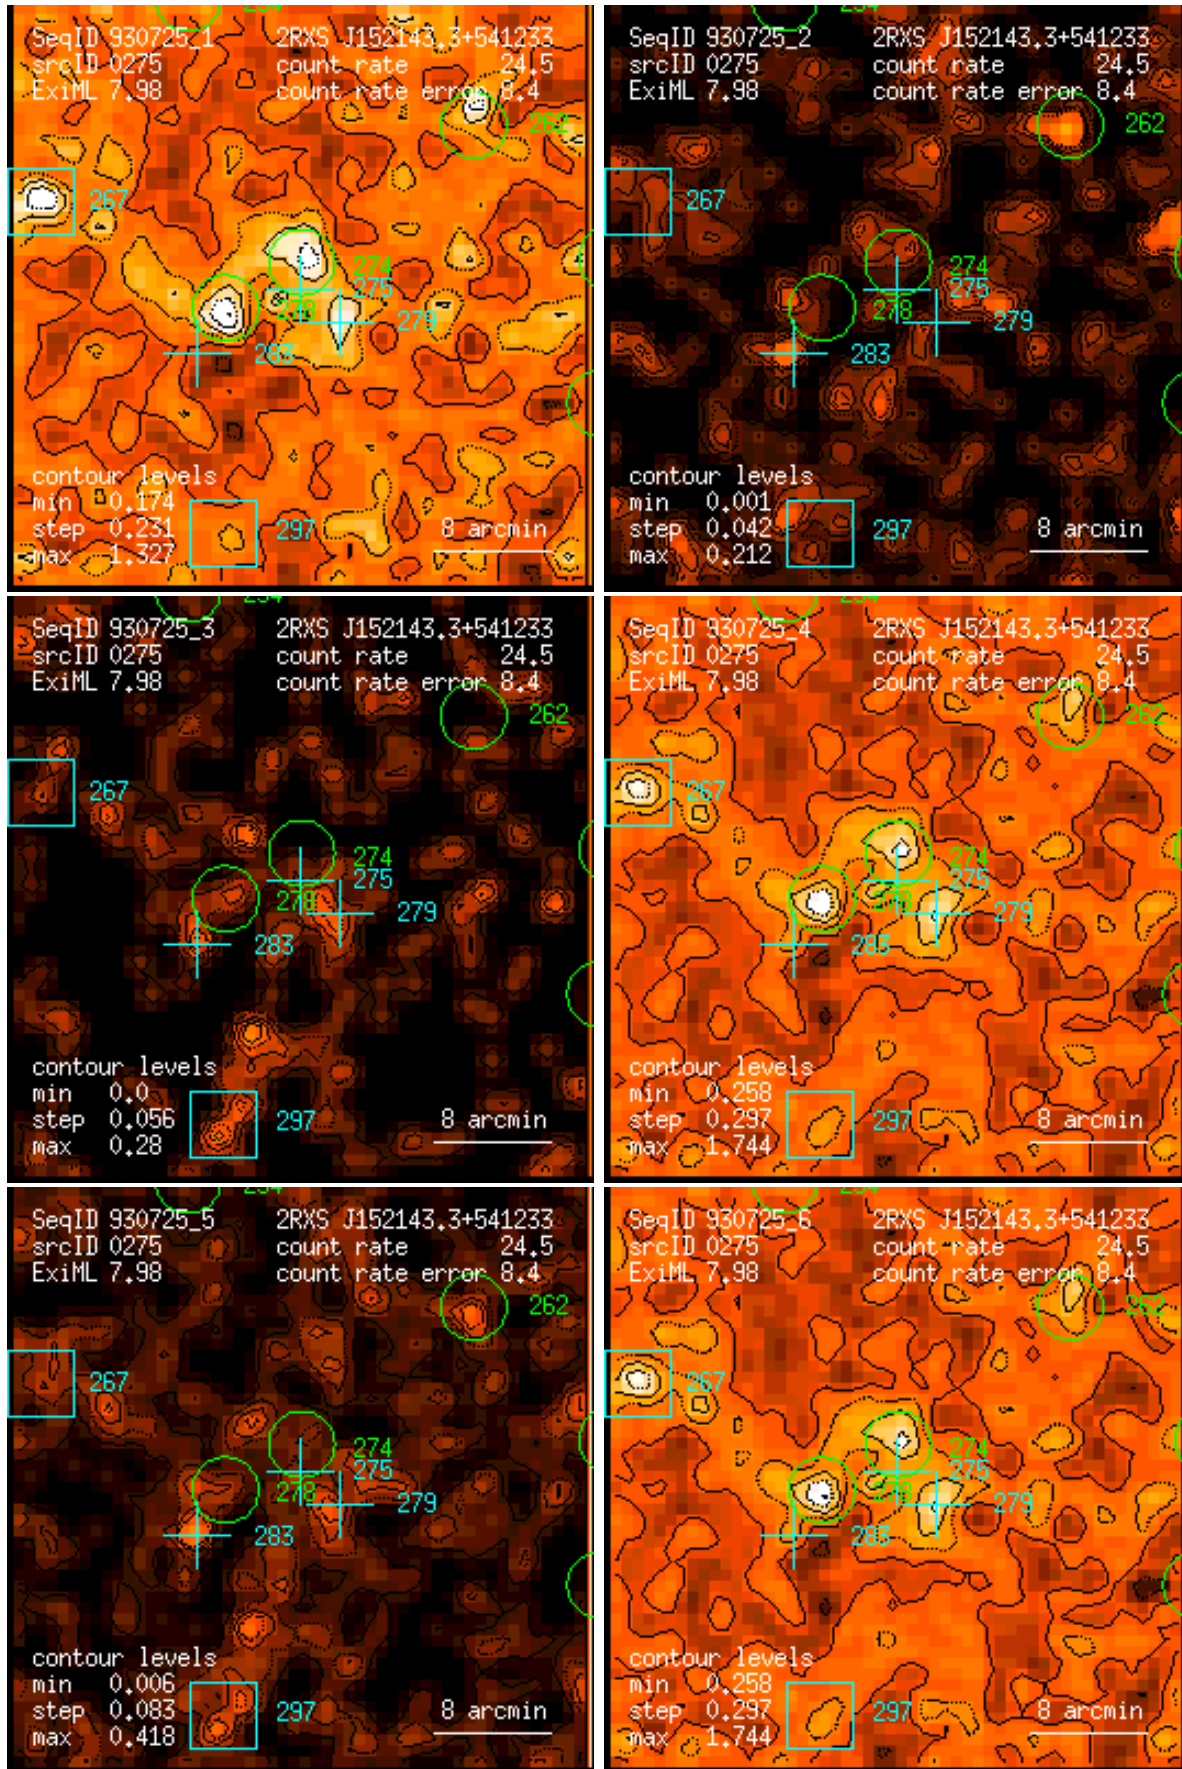 SeqID 930725_1 2RXS J152143.3+541233
srcID 0275 count rate 24.5
ExiML 7.98 count rate error 8.4
262
267
274
275
278
279
283
contour levels
min 0.174
step 0.231 297 8 arcmin
max 1.327
SeqID 930725_2 2RXS J152143.3+541233
srcID 0275 count rate 24.5
ExiML 7.98 count rate error 8.4
262
267
274
275
278
279
283
contour levels
min 0.001
step 0.042 297 8 arcmin
max 0.212
SeqID 930725_3 2RXS J152143.3+541233
srcID 0275 count rate 24.5
ExiML 7.98 count rate error 8.4
262
267
274
275
278
279
283
contour levels
min 0.0
step 0.056 297 8 arcmin
max 0.28
SeqID 930725_4 2RXS J152143.3+541233
srcID 0275 count rate 24.5
ExiML 7.98 count rate error 8.4
262
267
274
275
278
279
283
contour levels
min 0.258
step 0.297 297 8 arcmin
max 1.744
SeqID 930725_5 2RXS J152143.3+541233
srcID 0275 count rate 24.5
ExiML 7.98 count rate error 8.4
262
267
274
275
278
279
283
contour levels
min 0.006
step 0.083 297 8 arcmin
max 0.418
SeqID 930725_6 2RXS J152143.3+541233
srcID 0275 count rate 24.5
ExiML 7.98 count rate error 8.4
262
267
274
275
278
279
283
contour levels
min 0.258
step 0.297 297 8 arcmin
max 1.744